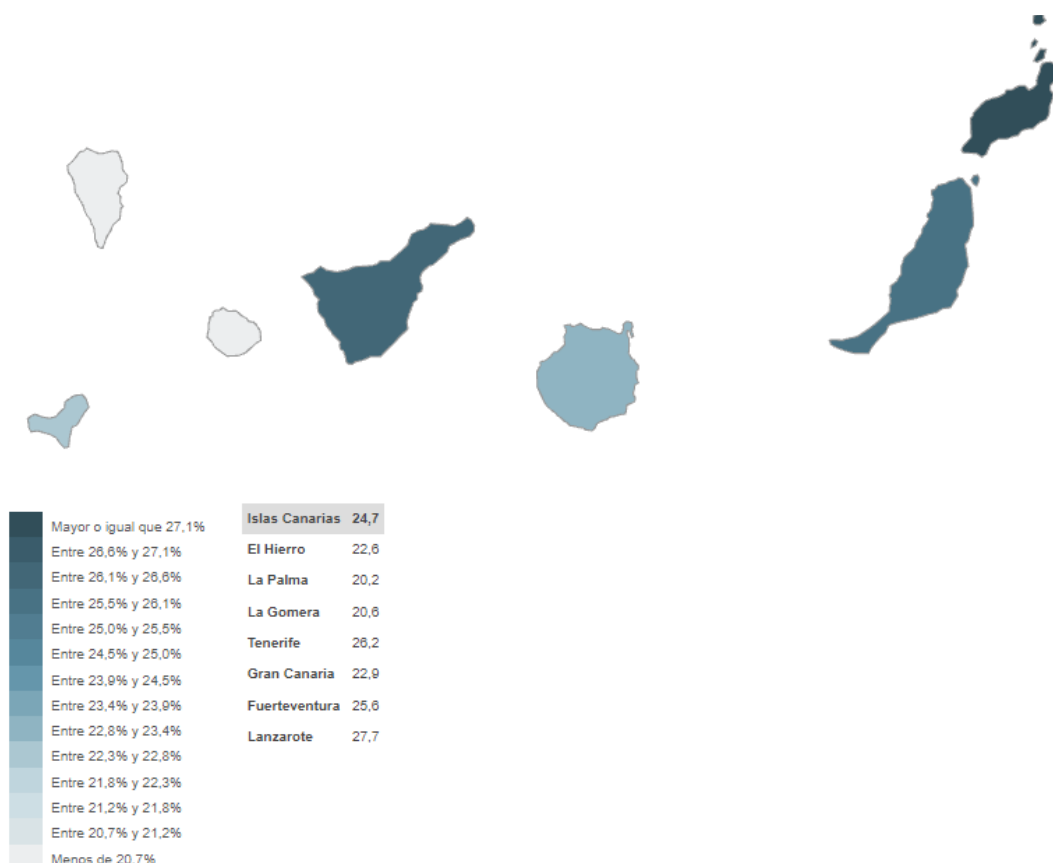 Mayor o igual que 27,1%
Entre 26,6% y 27,1%
Entre 26,1% y 26,6%
Entre 25,5% y 26,1%
Entre 25,0% y 25,5%
Entre 24,5% y 25,0%
Entre 23,9% y 24,5%
Entre 23,4% y 23,9%
Entre 22,8% y 23,4%
Entre 22,3% y 22,8%
Entre 21,8% y 22,3%
Entre 21,2% y 21,8%
Entre 20,7% y 21,2%
Menos de 20,7%
Islas Canarias 24,7
El Hierro 22,6
La Palma 20,2
La Gomera 20,6
Tenerife 26,2
Gran Canaria 22,9
Fuerteventura 25,6
Lanzarote 27,7